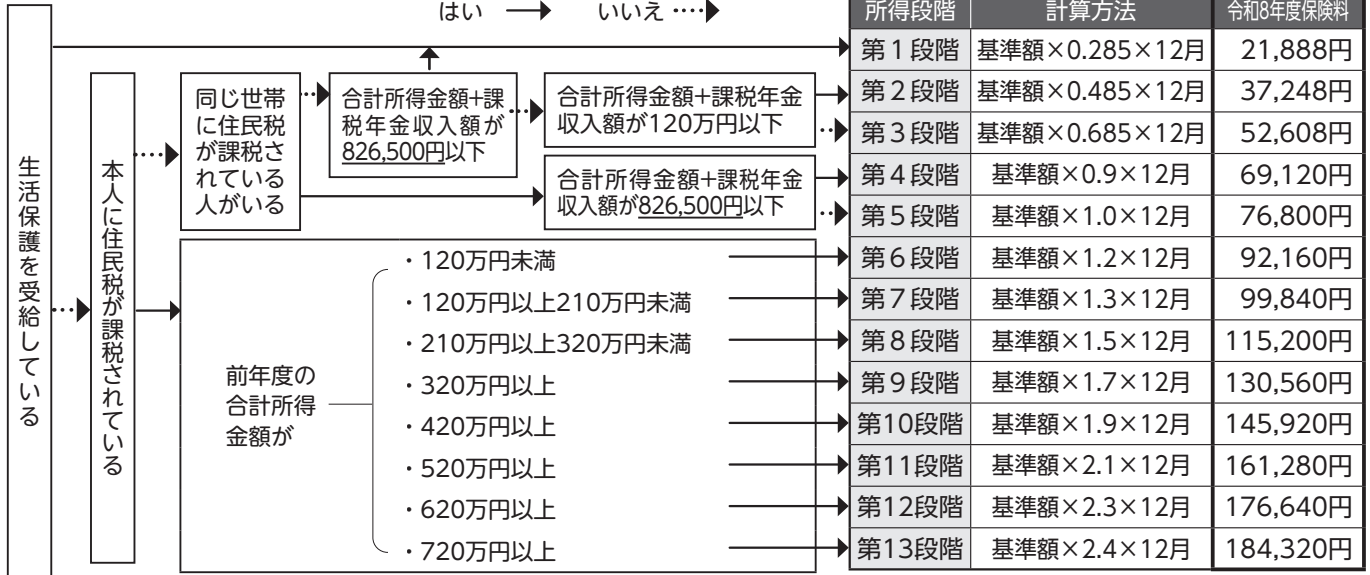 はい → いいえ ····▶
生活保護を受給している
本人に住民税が課税されている
同じ世帯
に住民税
が課税さ
れている
人がいる
合計所得金額+課
税年金収入額が
826,500円以下
合計所得金額+課税年金
収入額が120万円以下
合計所得金額+課税年金
収入額が826,500円以下
前年度の
合計所得
金額が
・120万円未満
・120万円以上210万円未満
・210万円以上320万円未満
・320万円以上
・420万円以上
・520万円以上
・620万円以上
・720万円以上
所得段階 計算方法 令和8年度保険料
第1段階 基準額×0.285×12月 21,888円
第2段階 基準額×0.485×12月 37,248円
第3段階 基準額×0.685×12月 52,608円
第4段階 基準額×0.9×12月 69,120円
第5段階 基準額×1.0×12月 76,800円
第6段階 基準額×1.2×12月 92,160円
第7段階 基準額×1.3×12月 99,840円
第8段階 基準額×1.5×12月 115,200円
第9段階 基準額×1.7×12月 130,560円
第10段階 基準額×1.9×12月 145,920円
第11段階 基準額×2.1×12月 161,280円
第12段階 基準額×2.3×12月 176,640円
第13段階 基準額×2.4×12月 184,320円